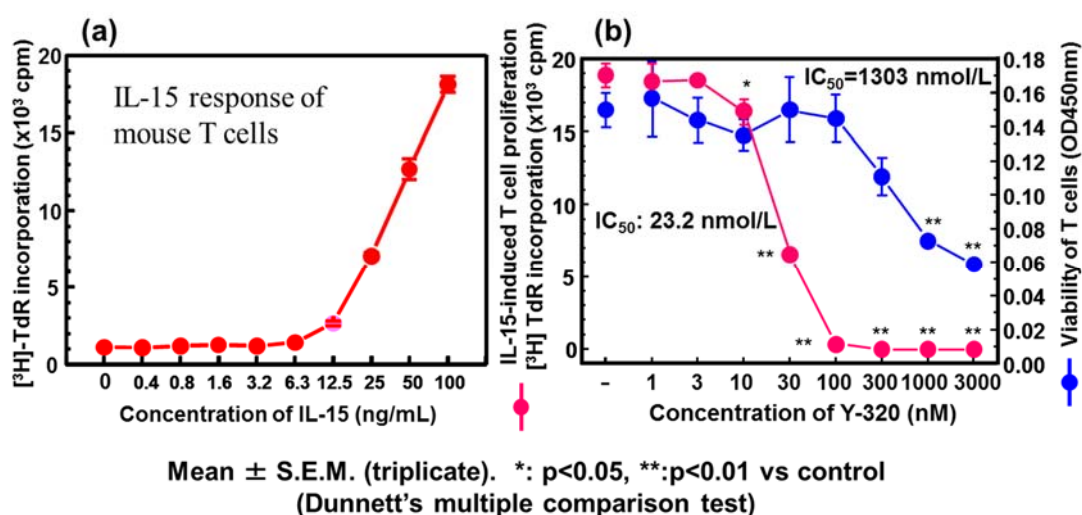 (a)
IL-15 response of
mouse T cells
[³H]-TdR incorporation (x10³ cpm)
20
15
10
5
0
0 0.4 0.8 1.6 3.2 6.3 12.5 25 50 100
Concentration of IL-15 (ng/mL)
IL-15-induced T cell proliferation
[³H] TdR incorporation (x10³ cpm)
(b)
20
15
10
5
0
IC₅₀=1303 nmol/L
IC₅₀: 23.2 nmol/L
*
**
**
**
**
**
**
**
0.18
0.16
0.14
0.12
0.10
0.08
0.06
0.04
0.02
0.00
– 1 3 10 30 100 300 1000 3000
Concentration of Y-320 (nM)
Viability of T cells (OD450nm)
Mean ± S.E.M. (triplicate). *: p<0.05, **:p<0.01 vs control
(Dunnett’s multiple comparison test)